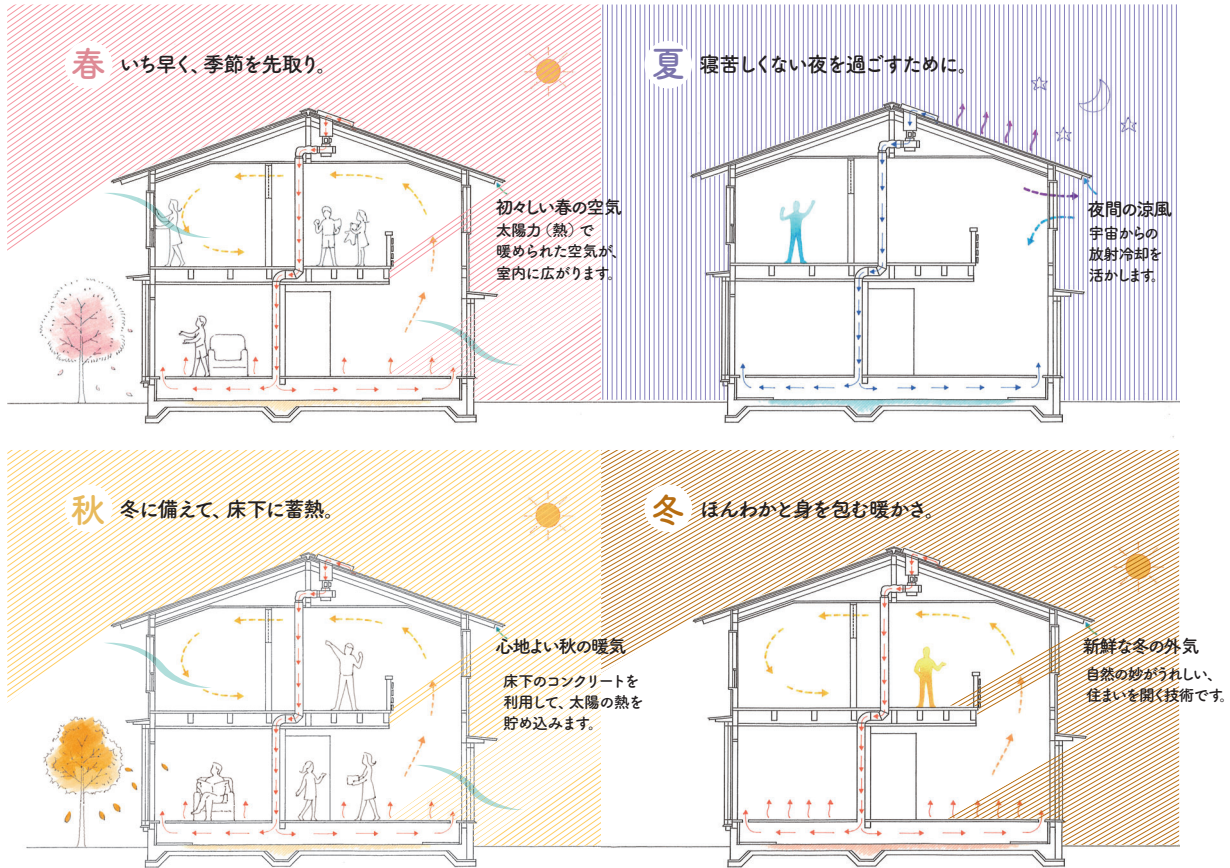 春 いち早く、季節を先取り。
初々しい春の空気
太陽力（熱）で
暖められた空気が、
室内に広がります。
夏 寝苦しくない夜を過ごすために。
夜間の涼風
宇宙からの
放射冷却を
活かします。
秋 冬に備えて、床下に蓄熱。
心地よい秋の暖気
床下のコンクリートを
利用して、太陽の熱を
貯め込みます。
冬 ほんわかと身を包む暖かさ。
新鮮な冬の外気
自然の妙がうれしい、
住まいを開く技術です。